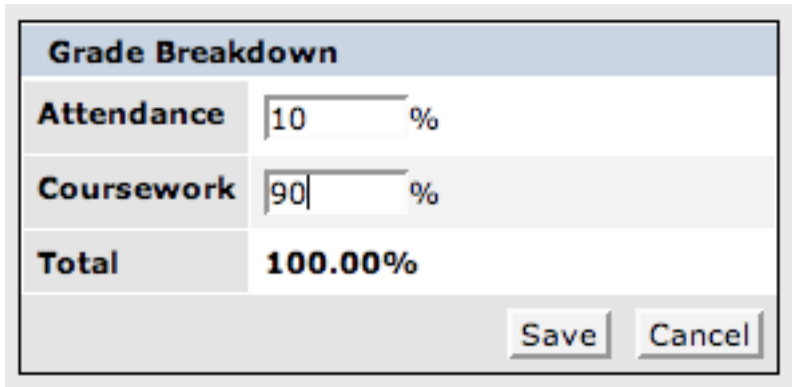 Grade Breakdown
Attendance 10 %
Coursework 90 %
Total 100.00%
Save Cancel